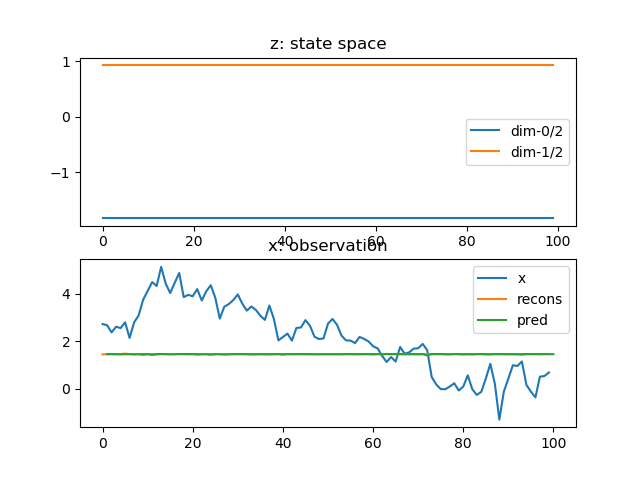 z: state space
1
0
−1
dim-0/2
dim-1/2
0 20 40 60 80 100
x: observation
4
2
0
x
recons
pred
0 20 40 60 80 100